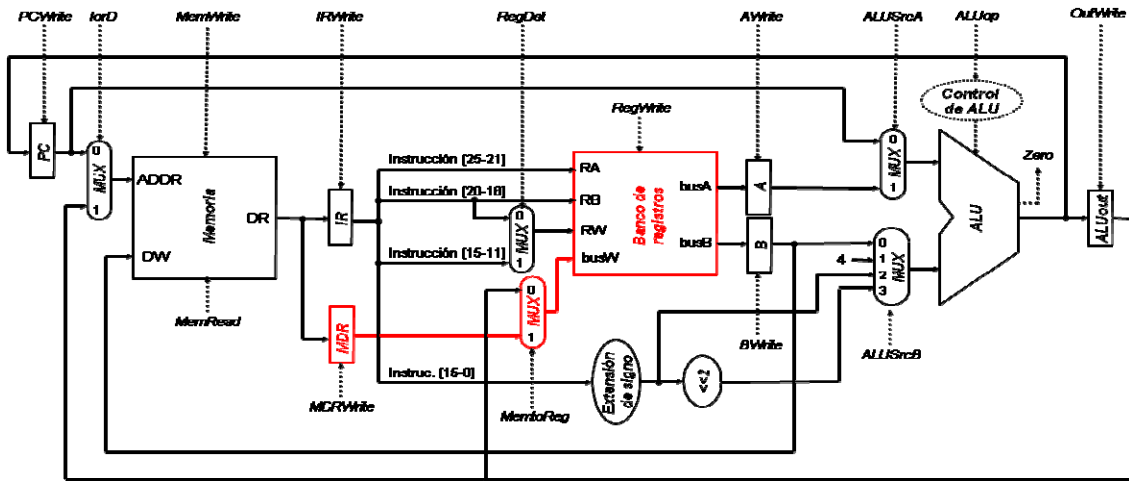 PCWrite IorD MemWrite IRWrite RegDst AWrite ALUSrcA ALUop OutWrite
Control
de ALU
RegWrite
Zero
PC
0
MUX
1
ADDR
Memoria
DR
DW
IR
Instrucción [25-21]
Instrucción [20-16]
Instrucción [15-11]
0
MUX
1
RA
RB
RW
busW
Banco de
registros
busA
busB
A
B
0
MUX
1
4
0
1
2
3
MUX
ALU
ALUout
MemRead
MDR
0
MUX
1
BWrite
ALUSrcB
MDRWrite
Instruc. [15-0]
MemtoReg
Extensión
de signo
<<2